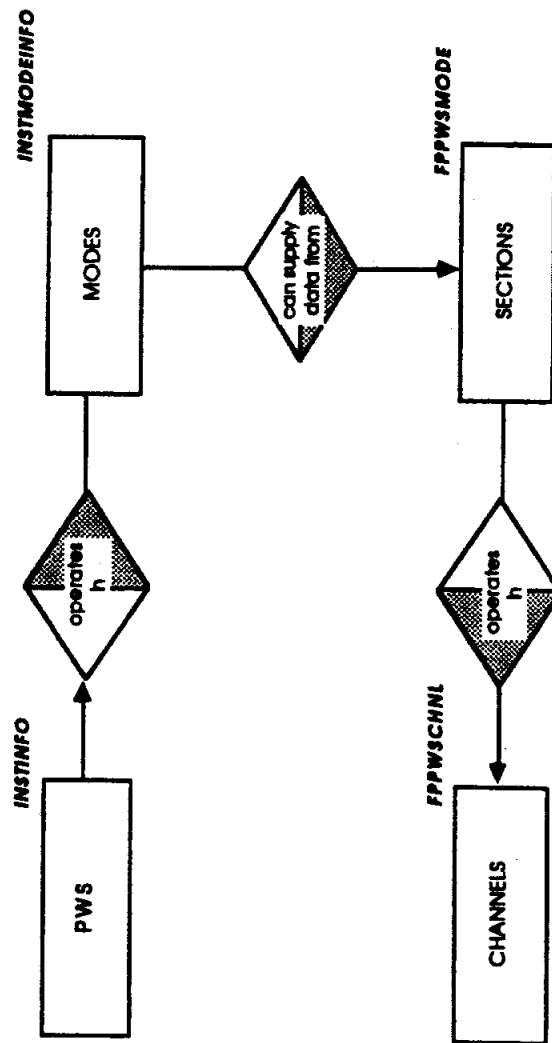 INSTINFO
PWS
operates
h
INSTMODEINFO
MODES
can supply
data from
FPPWSCHNL
CHANNELS
operates
h
FPPWSMODE
SECTIONS